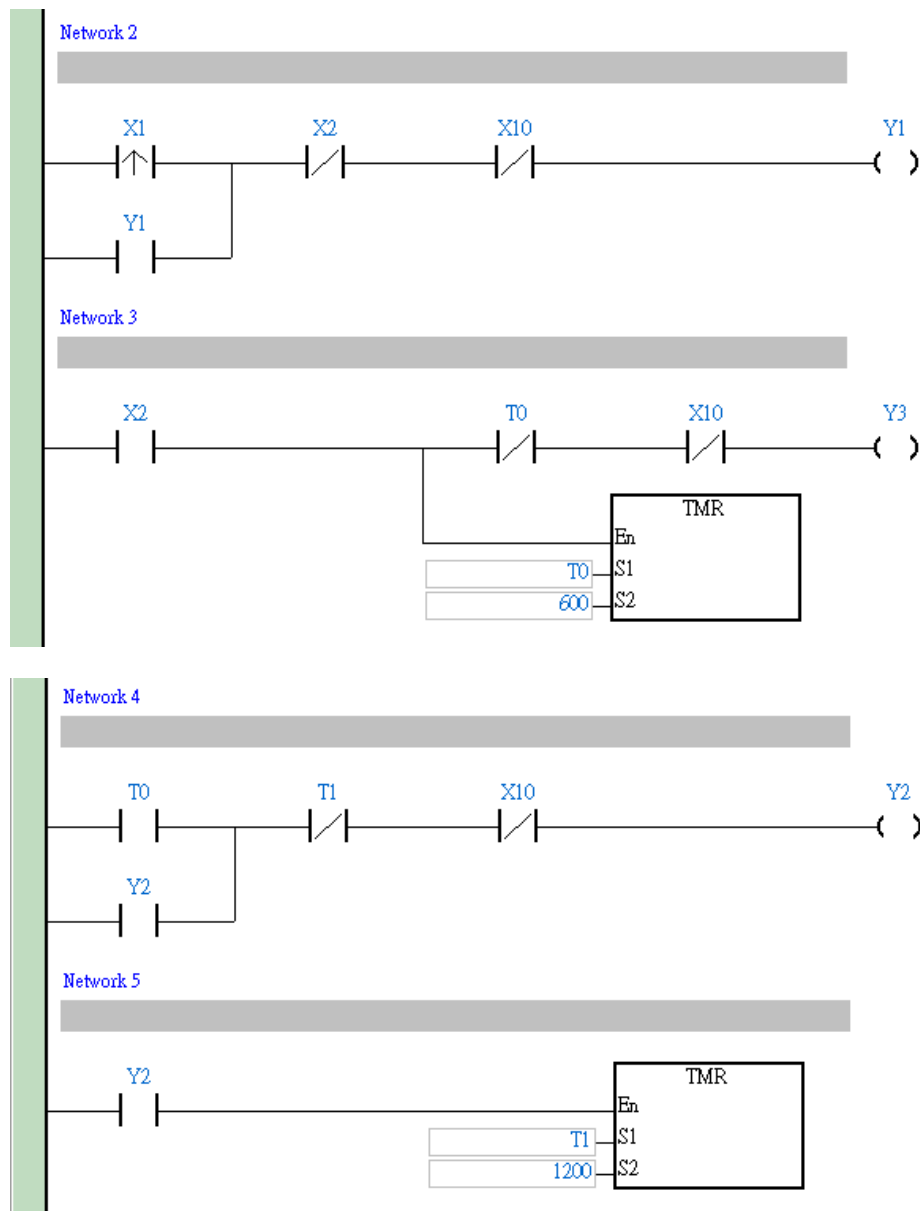 Network 2
X1 X2 X10 Y1
Y1
Network 3
X2 T0 X10 Y3
TMR
En
T0 S1
600 S2
Network 4
T0 T1 X10 Y2
Y2
Network 5
Y2 TMR
En
T1 S1
1200 S2